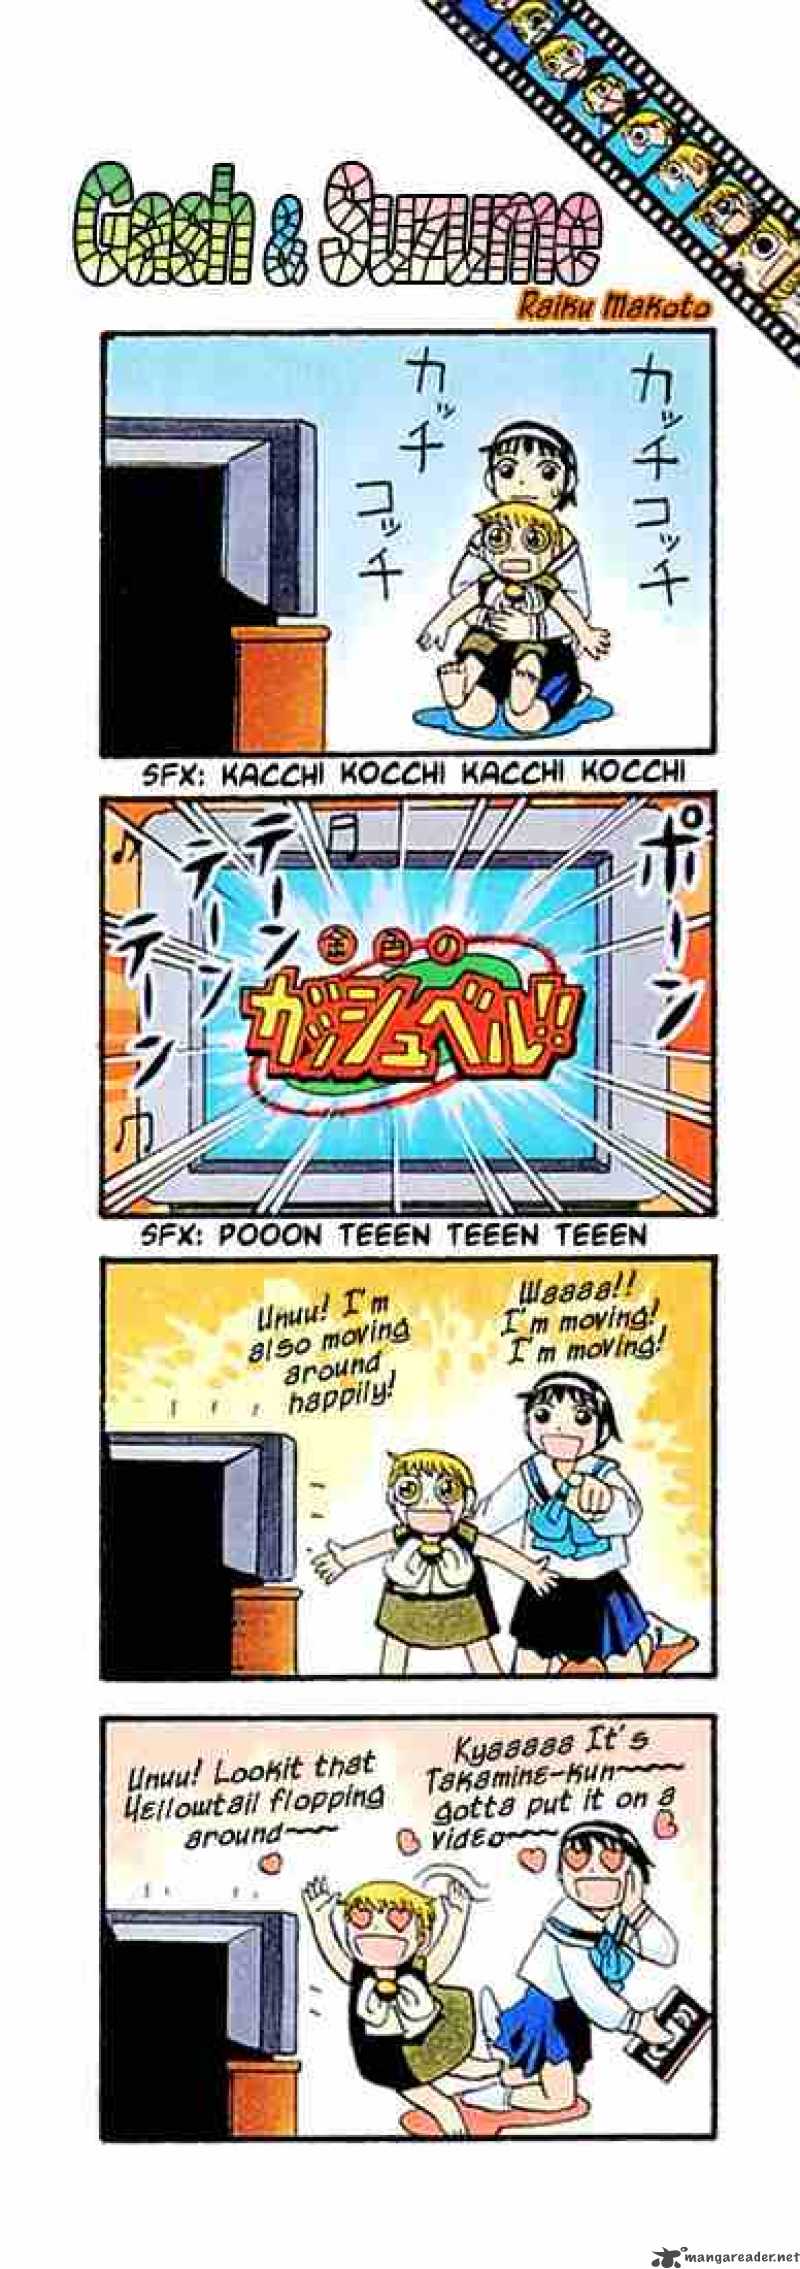 Gash & Suzume
Raiku Makoto
カッチコッチ
カッチ
コッチ
SFX: KACCHI KOCCHI KACCHI KOCCHI
ポーン
テーン
テーン
テーン
金色の
ガッシュベル!!
SFX: POOON TEEEN TEEEN TEEEN
Waaaa!!
I'm moving!
I'm moving!
Unuu! I'm
also moving
around
happily!
Kyaaaaa It's
Takamine-kun~~~~
gotta put it on a
video~~~
Unuu! Lookit that
Yellowtail flopping
around~~~
mangareader.net